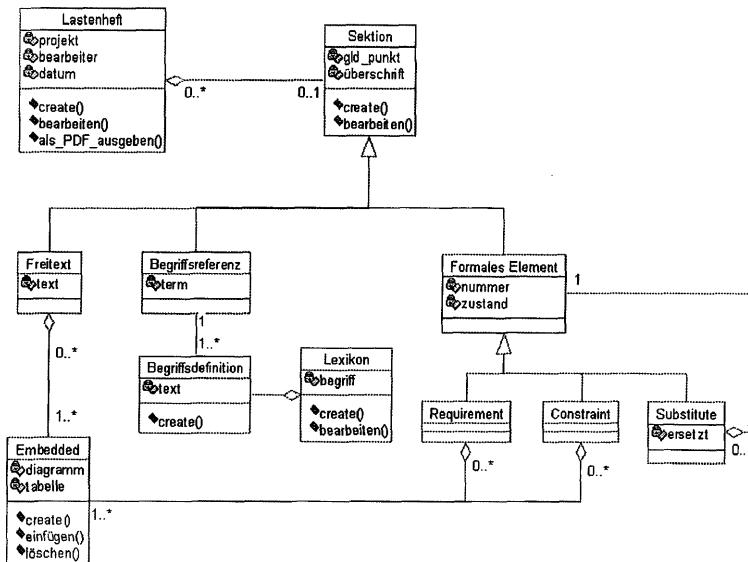 Lastenheft
projekt
bearbeiter
datum
create()
bearbeiten()
als_PDF_ausgeben()
0..*
0..1
Sektion
gld_punkt
überschrift
create()
bearbeiten()
Freitext
text
Begriffsreferenz
term
Formales Element
nummer
zustand
1
0..*
1
1..*
Begriffsdefinition
text
create()
Lexikon
begriff
create()
bearbeiten()
Requirement
Constraint
Substitute
ersetzt
0..
1..*
Embedded
diagramm
tabelle
create()
einfügen()
löschen()
1..*
0..*
0..*